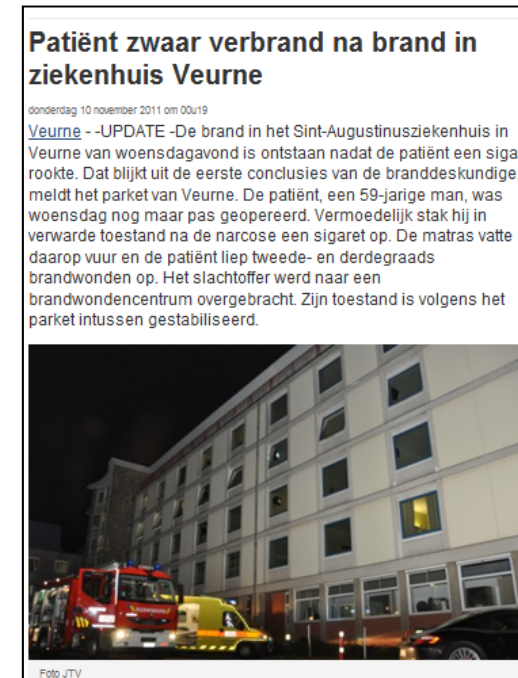 Patiënt zwaar verbrand na brand in
ziekenhuis Veurne
donderdag 10 november 2011 om 00u19
Veurne - -UPDATE -De brand in het Sint-Augustinusziekenhuis in
Veurne van woensdagavond is ontstaan nadat de patiënt een siga
rookte. Dat blijkt uit de eerste conclusies van de branddeskundige
meldt het parket van Veurne. De patiënt, een 59-jarige man, was
woensdag nog maar pas geopereerd. Vermoedelijk stak hij in
verwarde toestand na de narcose een sigaret op. De matras vatte
daarop vuur en de patiënt liep tweede- en derdegraads
brandwonden op. Het slachtoffer werd naar een
brandwondencentrum overgebracht. Zijn toestand is volgens het
parket intussen gestabiliseerd.
Foto JTV